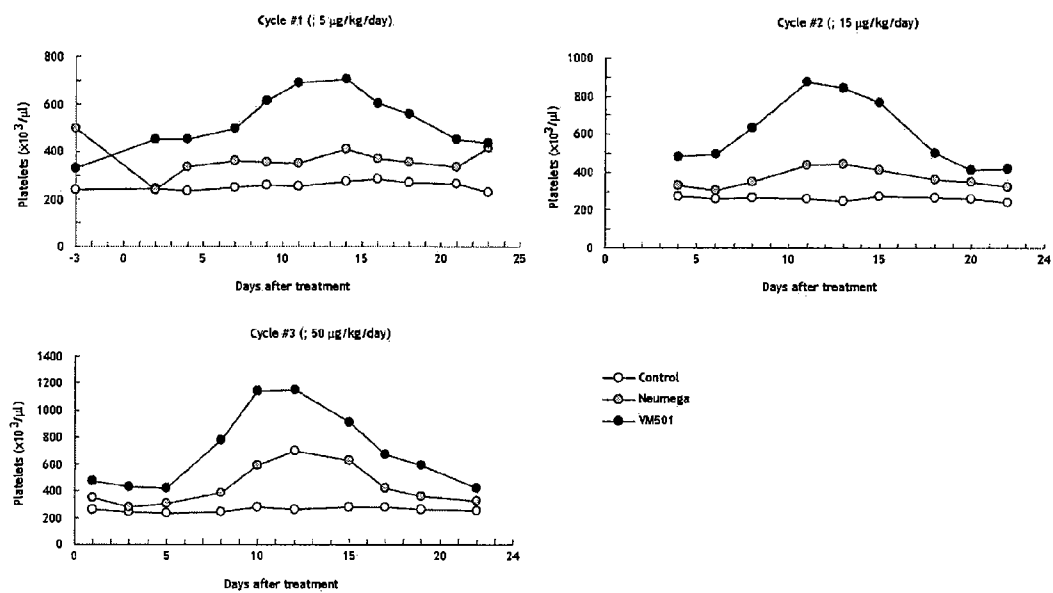 Cycle #1 (; 5 µg/kg/day)
Platelets (x10³/µl)
800
600
400
200
0
-3 0 5 10 15 20 25
Days after treatment
Cycle #2 (; 15 µg/kg/day)
Platelets (x10³/µl)
1000
800
600
400
200
0
0 5 10 15 20 24
Days after treatment
Cycle #3 (; 50 µg/kg/day)
Platelets (x10³/µl)
1400
1200
1000
800
600
400
200
0
0 5 10 15 20 24
Days after treatment
Control
Neumega
VM501